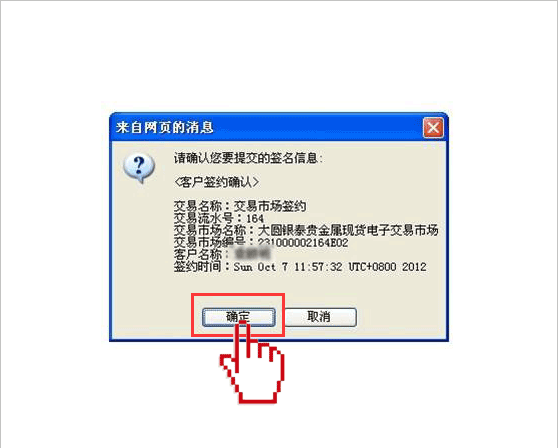 来自网页的消息
请确认您要提交的签名信息:
<客户签约确认>
交易名称：交易市场签约
交易流水号：164
交易市场名称：大圆银泰贵金属现货电子交易市场
交易市场编号：231000002164E02
客户名称：
签约时间：Sun Oct 7 11:57:32 UTC+0800 2012
确定
取消